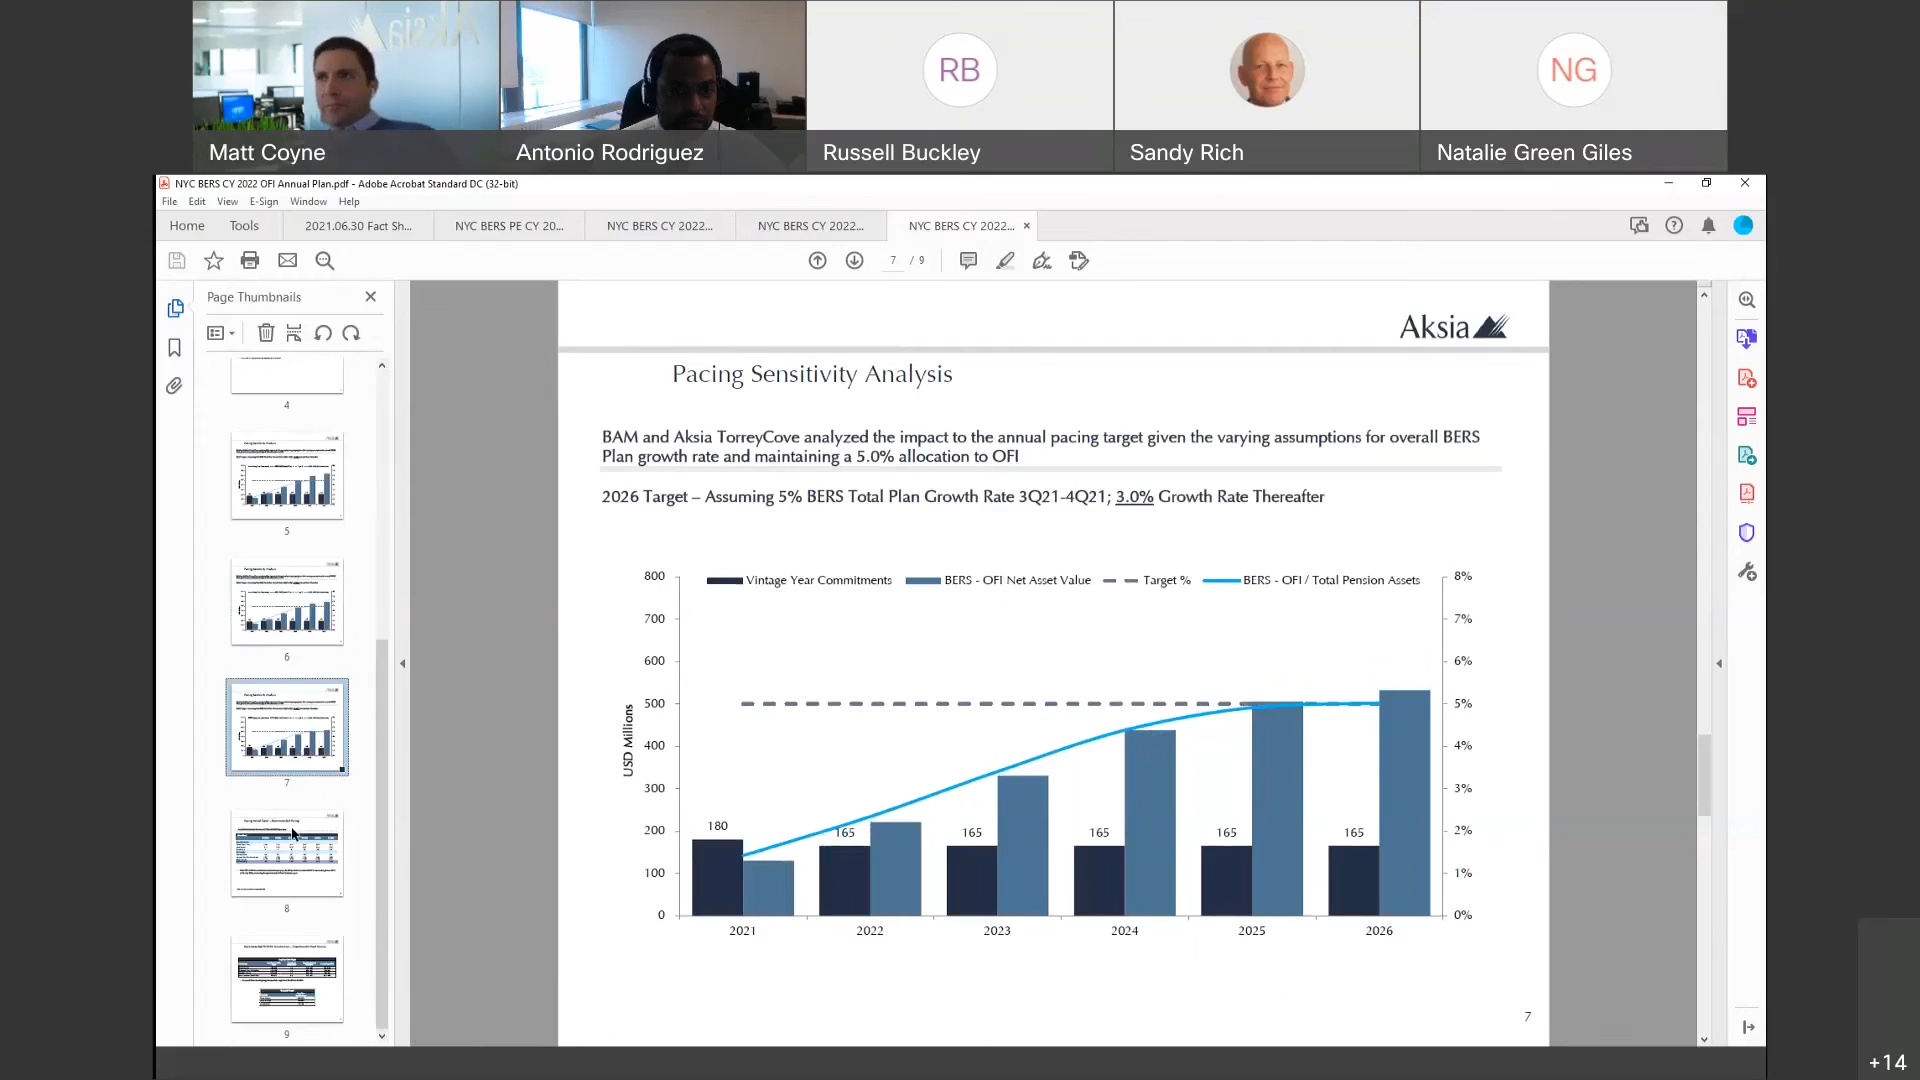 Aksia
RB
NG
Matt Coyne
Antonio Rodriguez
Russell Buckley
Sandy Rich
Natalie Green Giles
NYC BERS CY 2022 OFI Annual Plan.pdf - Adobe Acrobat Standard DC (32-bit)
File Edit View E-Sign Window Help
Home Tools 2021.06.30 Fact Sh... NYC BERS PE CY 20... NYC BERS CY 2022... NYC BERS CY 2022... NYC BERS CY 2022... ×
7 / 9
Page Thumbnails
4
5
6
7
8
9
Aksia
Pacing Sensitivity Analysis
BAM and Aksia TorreyCove analyzed the impact to the annual pacing target given the varying assumptions for overall BERS
Plan growth rate and maintaining a 5.0% allocation to OFI
2026 Target – Assuming 5% BERS Total Plan Growth Rate 3Q21-4Q21; 3.0% Growth Rate Thereafter
Vintage Year Commitments BERS - OFI Net Asset Value Target % BERS - OFI / Total Pension Assets
USD Millions
800
700
600
500
400
300
200
100
0
8%
7%
6%
5%
4%
3%
2%
1%
0%
180 165 165 165 165 165
2021 2022 2023 2024 2025 2026
7
+14